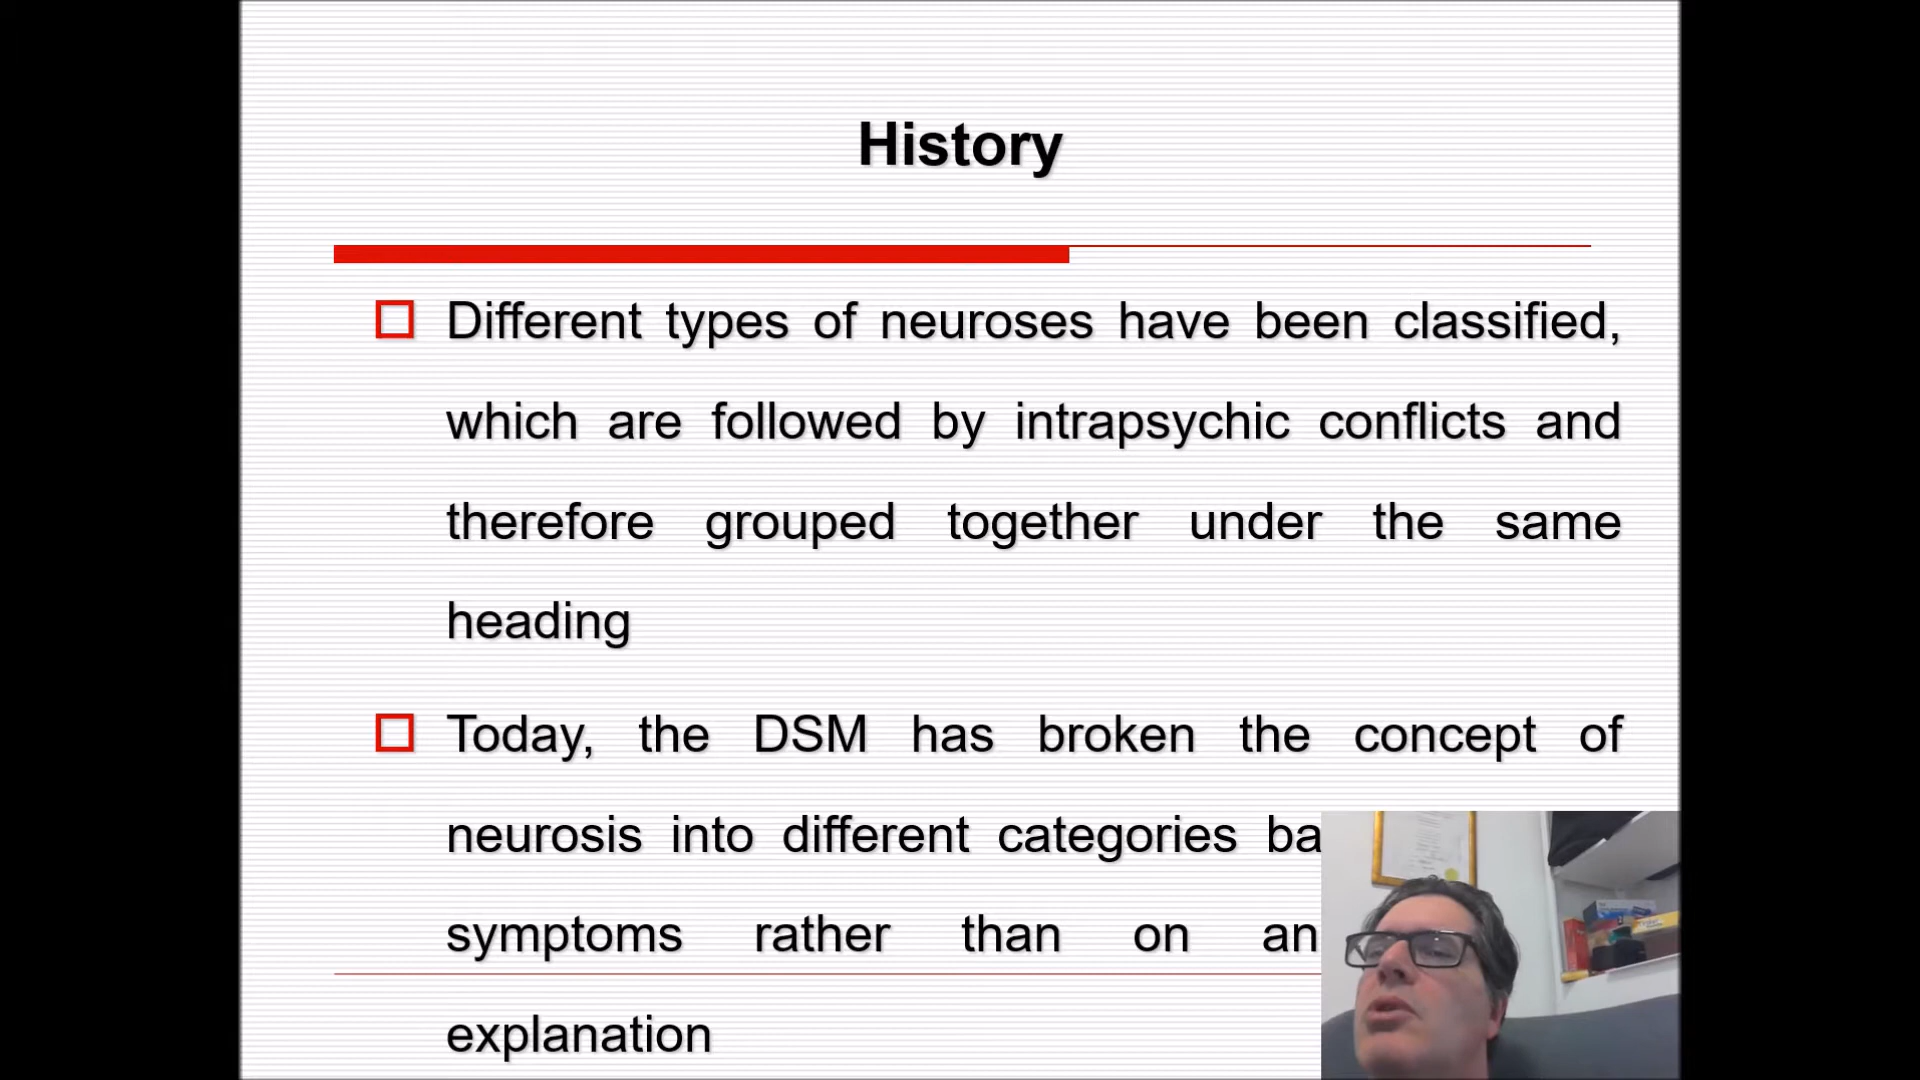 History
Different types of neuroses have been classified,
which are followed by intrapsychic conflicts and
therefore grouped together under the same
heading
Today, the DSM has broken the concept of
neurosis into different categories
symptoms rather than on
explanation